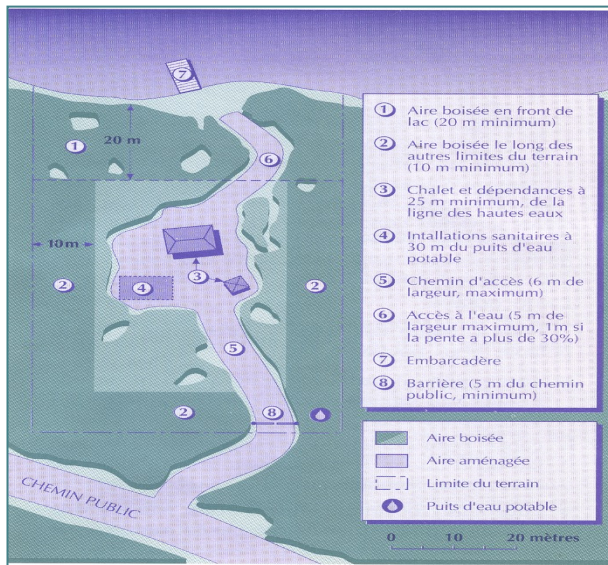 7
1
20 m
6
10m
3
2
4
2
5
2
8
CHEMIN PUBLIC
1 Aire boisée en front de
lac (20 m minimum)
2 Aire boisée le long des
autres limites du terrain
(10 m minimum)
3 Chalet et dépendances à
25 m minimum, de la
ligne des hautes eaux
4 Intallations sanitaires à
30 m du puits d'eau
potable
5 Chemin d'accès (6 m de
largeur, maximum)
6 Accès à l'eau (5 m de
largeur maximum, 1m si
la pente a plus de 30%)
7 Embarcadère
8 Barrière (5 m du chemin
public, minimum)
Aire boisée
Aire aménagée
Limite du terrain
Puits d'eau potable
0 10 20 mètres